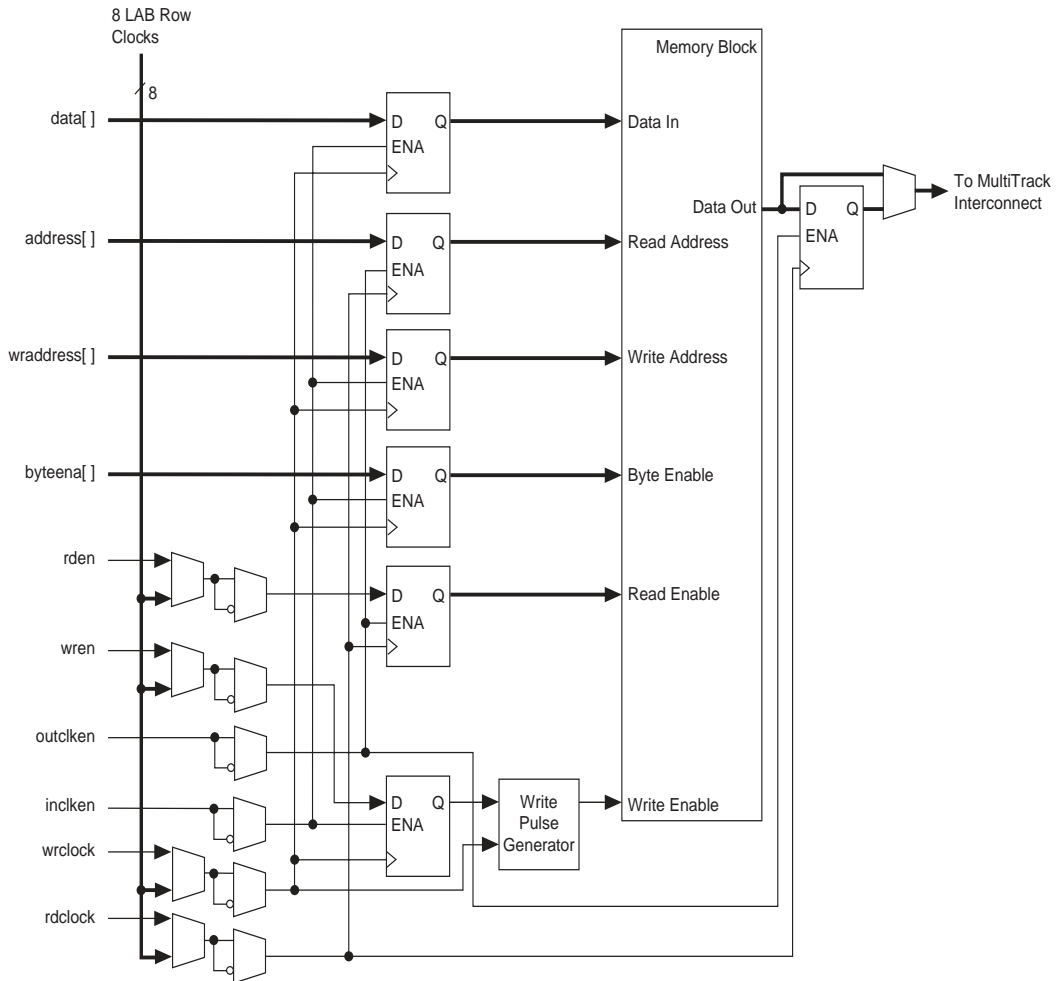 8 LAB Row
Clocks
8
Memory Block
data[ ]
D Q
ENA
Data In
To MultiTrack
Interconnect
Data Out
D Q
ENA
address[ ]
D Q
ENA
Read Address
wraddress[ ]
D Q
ENA
Write Address
byteena[ ]
D Q
ENA
Byte Enable
rden
D Q
ENA
Read Enable
wren
outclken
inclken
D Q
ENA
Write
Pulse
Generator
Write Enable
wrclock
rdclock